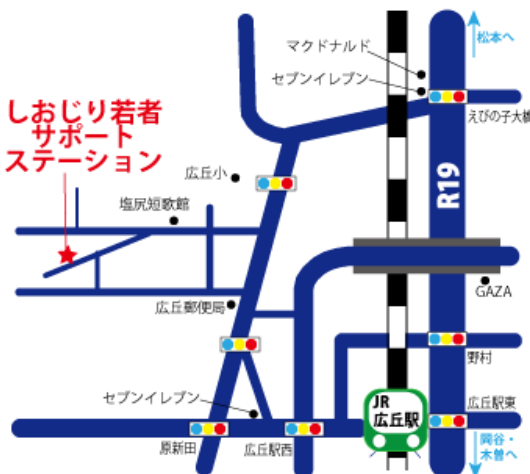 松本へ
マクドナルド
セブンイレブン
えびの子大橋
しおじり若者
サポート
ステーション
広丘小
R19
塩尻短歌館
GAZA
広丘郵便局
野村
セブンイレブン
JR
広丘駅
広丘駅東
原新田
広丘駅西
岡谷・
木曽へ